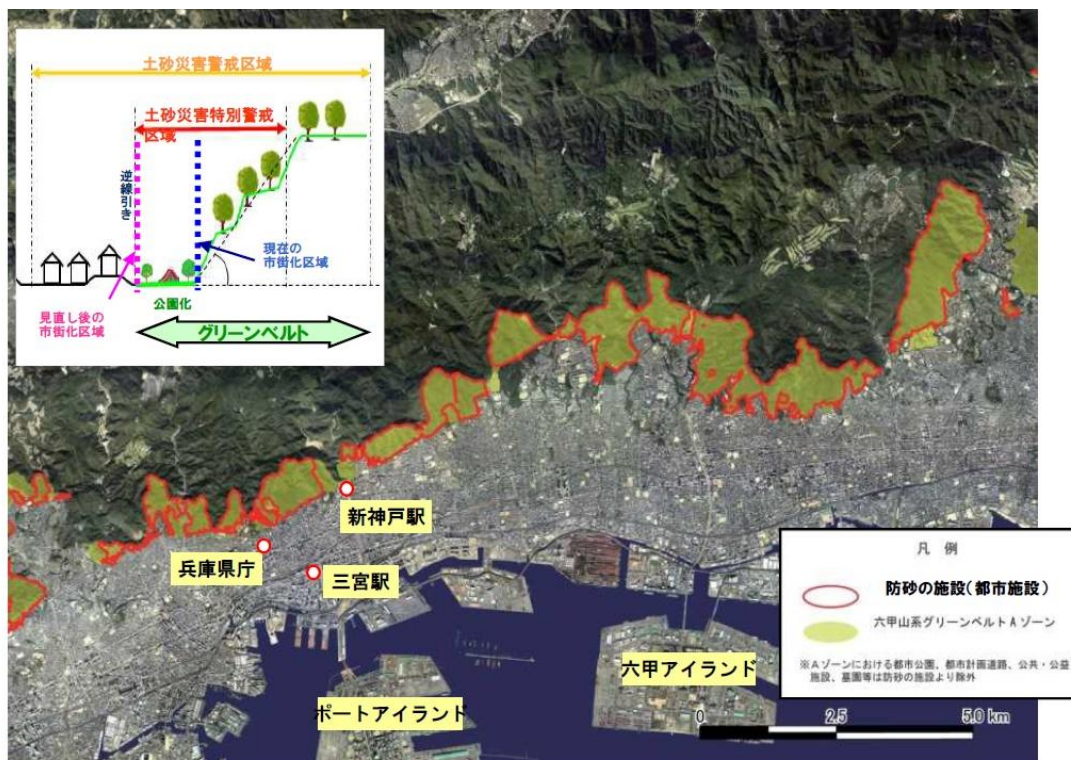 土砂災害警戒区域
土砂災害特別警戒
区域
逆線引き
現在の
市街化区域
公園化
見直し後の
市街化区域
グリーンベルト
新神戸駅
兵庫県庁
三宮駅
六甲アイランド
ポートアイランド
凡 例
防砂の施設(都市施設)
六甲山系グリーンベルトAゾーン
※Aゾーンにおける都市公園、都市計画道路、公共・公益
施設、墓園等は防砂の施設より除外
0 2.5 5.0 km